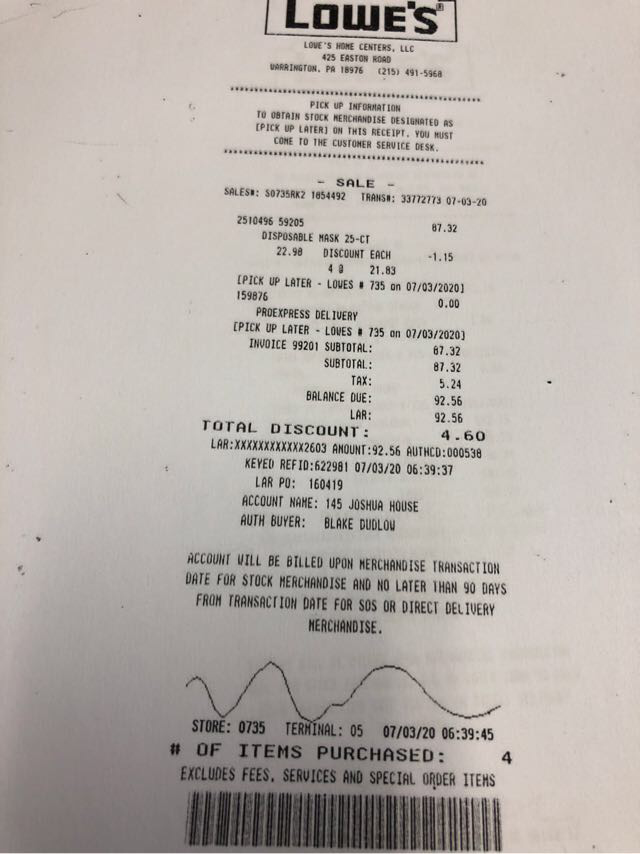 LOWE'S
LOWE'S HOME CENTERS, LLC
425 EASTON ROAD
WARRINGTON, PA 18976 (215) 491-5968
****************************************************
PICK UP INFORMATION
TO OBTAIN STOCK MERCHANDISE DESIGNATED AS
[PICK UP LATER] ON THIS RECEIPT, YOU MUST
COME TO THE CUSTOMER SERVICE DESK.
****************************************************
- SALE -
SALES#: S0735RK2 1854492 TRANS#: 33772773 07-03-20
2510496 59205 87.32
DISPOSABLE MASK 25-CT
22.98 DISCOUNT EACH -1.15
4 @ 21.83
[PICK UP LATER - LOWES # 735 on 07/03/2020]
159876 0.00
PROEXPRESS DELIVERY
[PICK UP LATER - LOWES # 735 on 07/03/2020]
INVOICE 99201 SUBTOTAL: 87.32
SUBTOTAL: 87.32
TAX: 5.24
BALANCE DUE: 92.56
LAR: 92.56
TOTAL DISCOUNT: 4.60
LAR:XXXXXXXXXXXX2603 AMOUNT:92.56 AUTHCD:000538
KEYED REFID:622981 07/03/20 06:39:37
LAR PO: 160419
ACCOUNT NAME: 145 JOSHUA HOUSE
AUTH BUYER: BLAKE DUDLOW
ACCOUNT WILL BE BILLED UPON MERCHANDISE TRANSACTION
DATE FOR STOCK MERCHANDISE AND NO LATER THAN 90 DAYS
FROM TRANSACTION DATE FOR SOS OR DIRECT DELIVERY
MERCHANDISE.
STORE: 0735 TERMINAL: 05 07/03/20 06:39:45
# OF ITEMS PURCHASED: 4
EXCLUDES FEES, SERVICES AND SPECIAL ORDER ITEMS